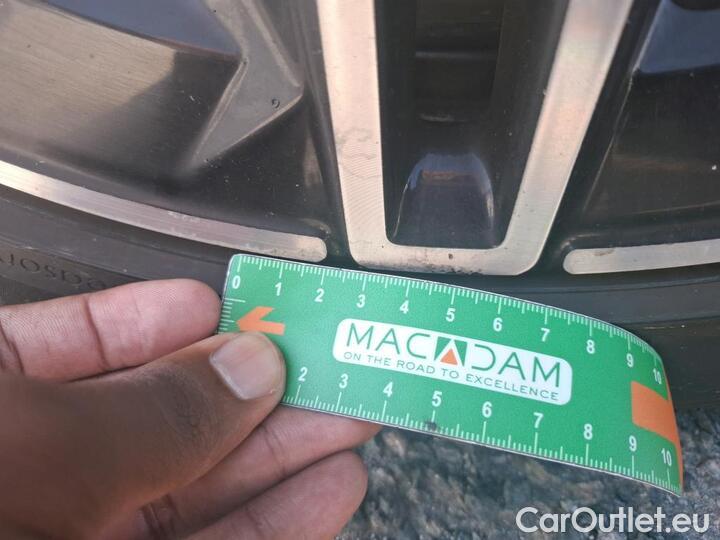 0 1 2 3 4 5 6 7 8 9 10
MACADAM
ON THE ROAD TO EXCELLENCE
2 3 4 5 6 7 8 9 10
CarOutlet.eu